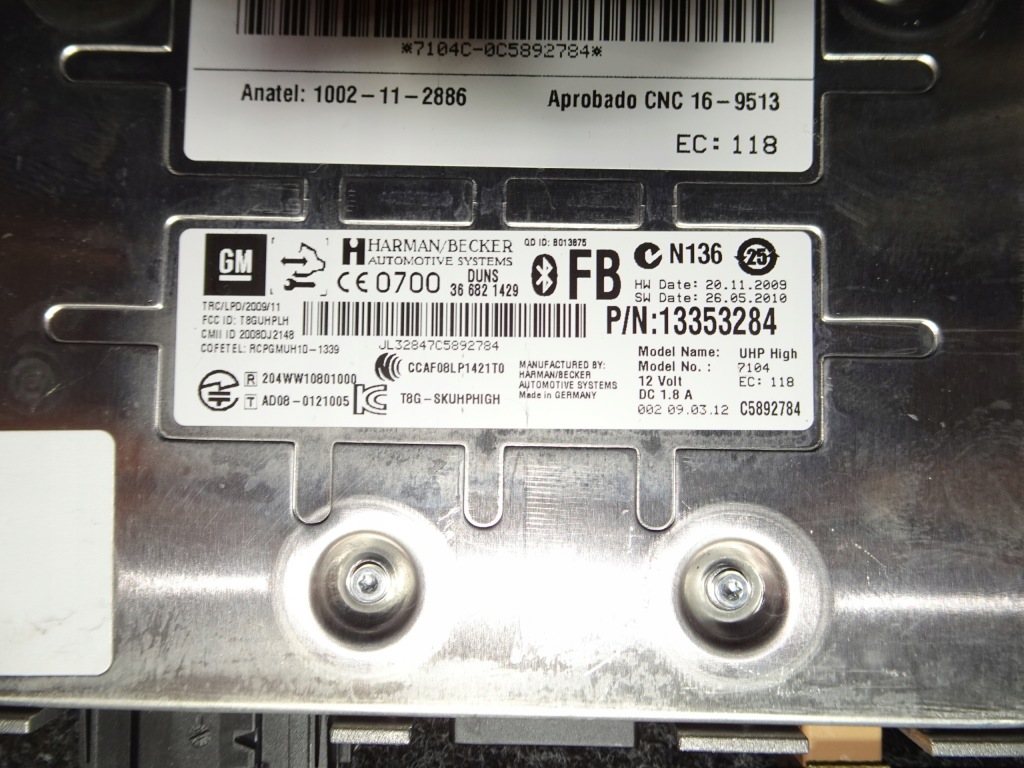 *7104C-0C5892784*
Anatel: 1002-11-2886 Aprobado CNC 16-9513
EC: 118
GM HARMAN/BECKER QD ID: B013875
AUTOMOTIVE SYSTEMS
CE 0700 DUNS FB N136 25
36 682 1429
HW Date: 20.11.2009
SW Date: 26.05.2010
TRC/LPD/2009/11
FCC ID: T8GUHPLH
CMII ID 2008DJ2148
COFETEL: RCPGMUH10-1339
JL32847C5892784
P/N:13353284
R 204WW10801000
T AD08-0121005
CCAF08LP1421T0
T8G-SKUHPHIGH
MANUFACTURED BY:
HARMAN/BECKER
AUTOMOTIVE SYSTEMS
Made in GERMANY
Model Name: UHP High
Model No.: 7104
12 Volt EC: 118
DC 1.8 A
002 09.03.12 C5892784